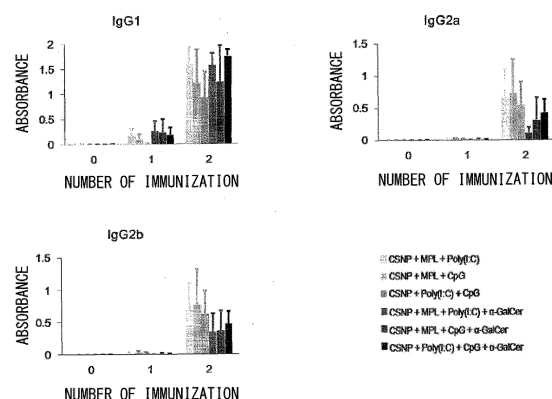 IgG1
2
1.5
1
0.5
0
ABSORBANCE
0 1 2
NUMBER OF IMMUNIZATION
IgG2a
1.5
1
0.5
0
ABSORBANCE
0 1 2
NUMBER OF IMMUNIZATION
IgG2b
1.5
1
0.5
0
ABSORBANCE
0 1 2
NUMBER OF IMMUNIZATION
CSNP + MPL + Poly(I:C)
CSNP + MPL + CpG
CSNP + Poly(I:C) + CpG
CSNP + MPL + Poly(I:C) + α-GalCer
CSNP + MPL + CpG + α-GalCer
CSNP + Poly(I:C) + CpG + α-GalCer